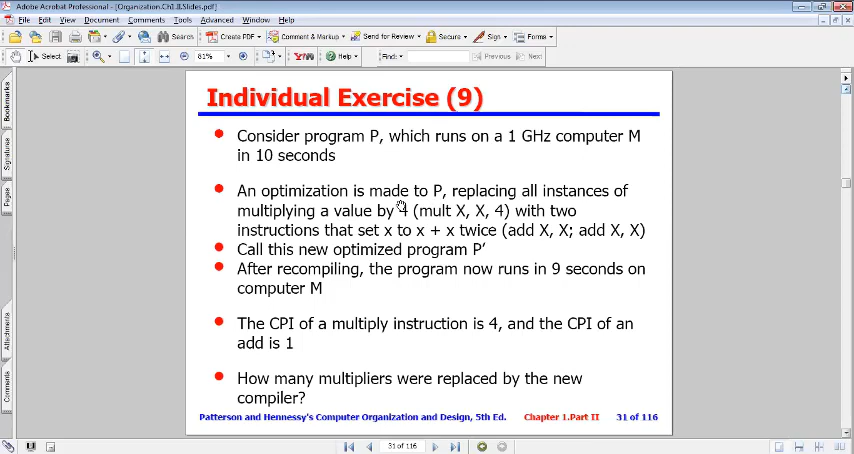 Adobe Acrobat Professional - [Organization.Ch1.II.Slides.pdf]
File Edit View Document Comments Tools Advanced Window Help
Search Create PDF Comment & Markup Send for Review Secure Sign Forms
Select 81% Help Find: Previous Next
Bookmarks
Signatures
Pages
Attachments
Comments
Individual Exercise (9)
Consider program P, which runs on a 1 GHz computer M
in 10 seconds
An optimization is made to P, replacing all instances of
multiplying a value by 4 (mult X, X, 4) with two
instructions that set x to x + x twice (add X, X; add X, X)
Call this new optimized program P'
After recompiling, the program now runs in 9 seconds on
computer M
The CPI of a multiply instruction is 4, and the CPI of an
add is 1
How many multipliers were replaced by the new
compiler?
Patterson and Hennessy's Computer Organization and Design, 5th Ed. Chapter 1.Part II 31 of 116
31 of 116